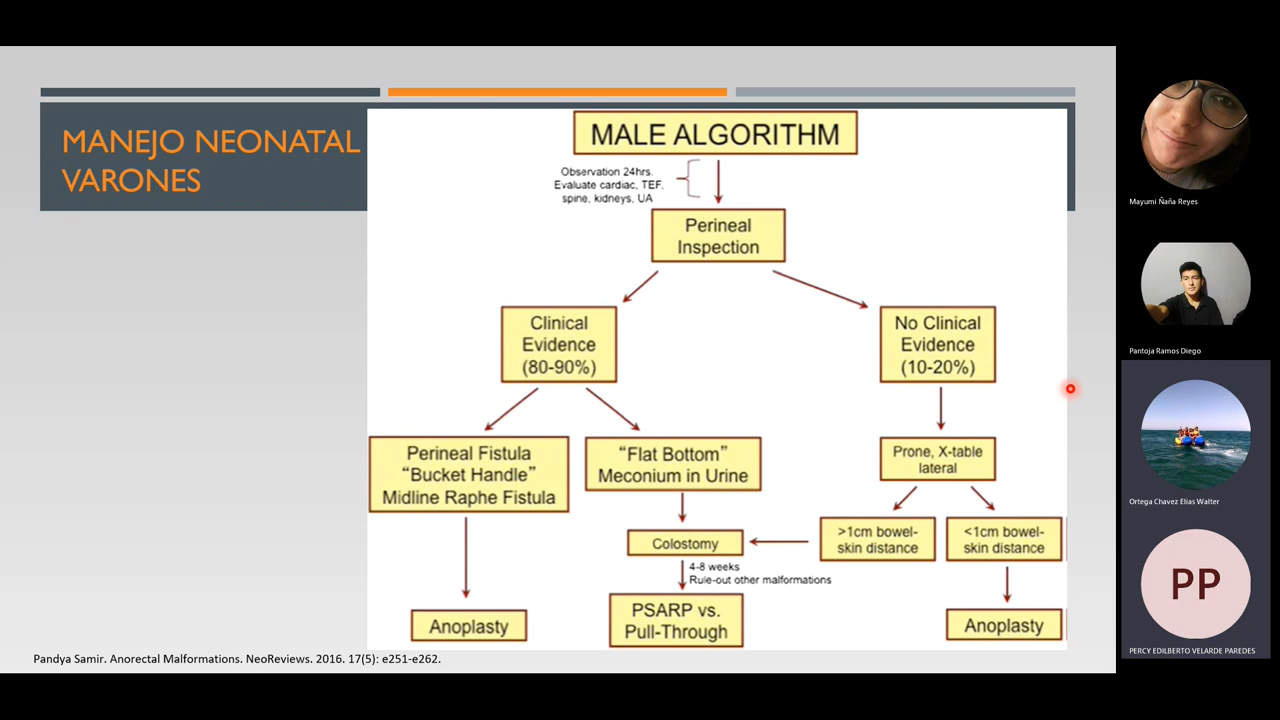 MANEJO NEONATAL
VARONES
MALE ALGORITHM
Observation 24hrs.
Evaluate cardiac, TEF,
spine, kidneys, UA
Perineal
Inspection
Clinical
Evidence
(80-90%)
No Clinical
Evidence
(10-20%)
Perineal Fistula
"Bucket Handle"
Midline Raphe Fistula
"Flat Bottom"
Meconium in Urine
Prone, X-table
lateral
Colostomy
>1cm bowel-
skin distance
<1cm bowel-
skin distance
4-8 weeks
Rule-out other malformations
Anoplasty
PSARP vs.
Pull-Through
Anoplasty
Pandya Samir. Anorectal Malformations. NeoReviews. 2016. 17(5): e251-e262.
Mayumi Ñaña Reyes
Pantoja Ramos Diego
Ortega Chavez Elias Walter
PP
PERCY EDILBERTO VELARDE PAREDES